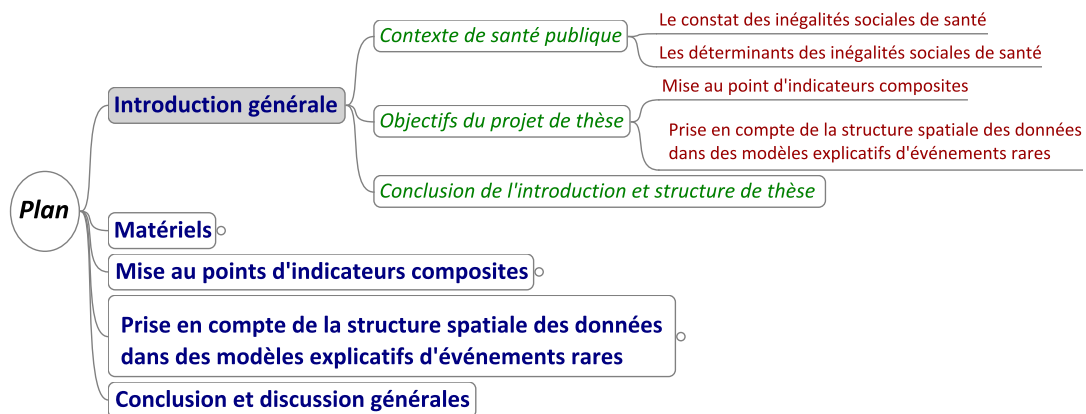 Plan
Introduction générale
Contexte de santé publique
Le constat des inégalités sociales de santé
Les déterminants des inégalités sociales de santé
Objectifs du projet de thèse
Mise au point d'indicateurs composites
Prise en compte de la structure spatiale des données
dans des modèles explicatifs d'événements rares
Conclusion de l'introduction et structure de thèse
Matériels
Mise au points d'indicateurs composites
Prise en compte de la structure spatiale des données
dans des modèles explicatifs d'événements rares
Conclusion et discussion générales